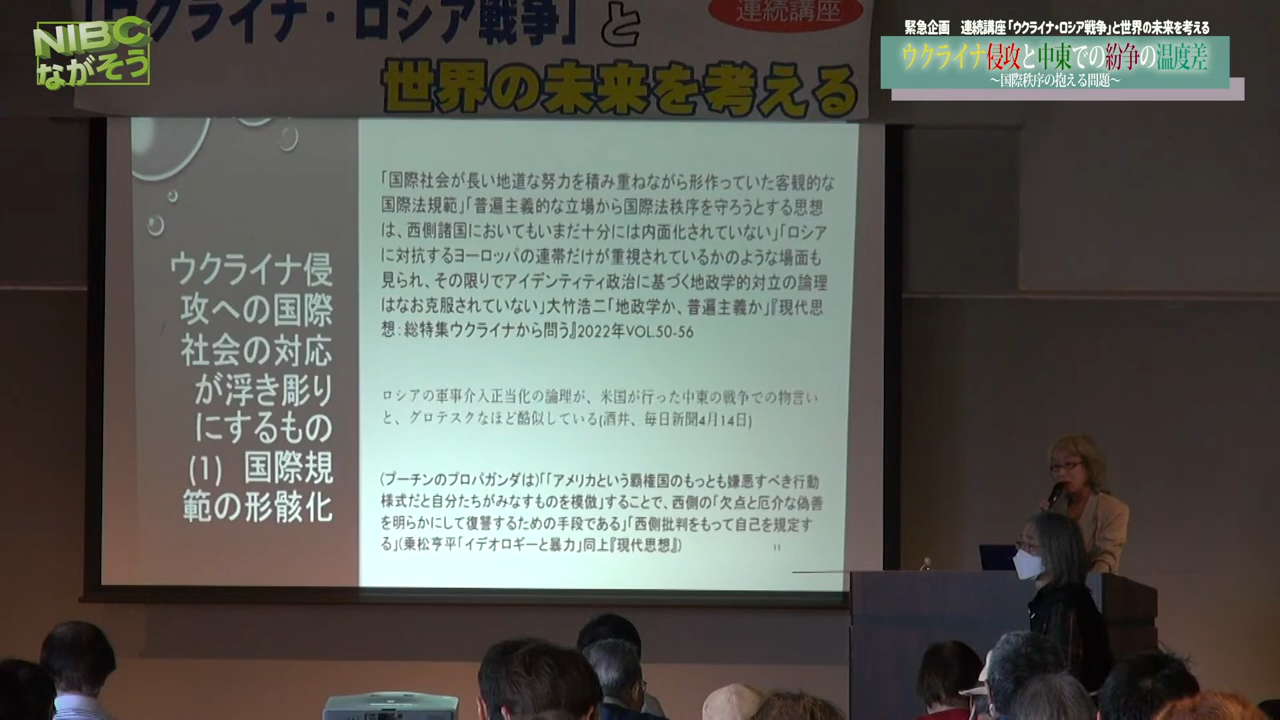 NIBC
ながそう
「ウクライナ・ロシア戦争」と
連続講座
世界の未来を考える
緊急企画 連続講座「ウクライナ・ロシア戦争」と世界の未来を考える
ウクライナ侵攻と中東での紛争の温度差
～国際秩序の抱える問題～
ウクライナ侵
攻への国際
社会の対応
が浮き彫り
にするもの
(1) 国際規
範の形骸化
「国際社会が長い地道な努力を積み重ねながら形作っていた客観的な
国際法規範」「普遍主義的な立場から国際法秩序を守ろうとする思想
は、西側諸国においてもいまだ十分には内面化されていない」「ロシア
に対抗するヨーロッパの連帯だけが重視されているかのような場面も
見られ、その限りでアイデンティティ政治に基づく地政学的対立の論理
はなお克服されていない」大竹浩二「地政学か、普遍主義か」『現代思
想：総特集ウクライナから問う』2022年VOL.50-56
ロシアの軍事介入正当化の論理が、米国が行った中東の戦争での物言い
と、グロテスクなほど酷似している(酒井、毎日新聞4月14日)
(プーチンのプロパガンダは)「「アメリカという覇権国のもっとも嫌悪すべき行動
様式だと自分たちがみなすものを模倣」することで、西側の「欠点と厄介な偽善
を明らかにして復讐するための手段である」「西側批判をもって自己を規定す
る」(乗松亨平「イデオロギーと暴力」同上『現代思想』)
11